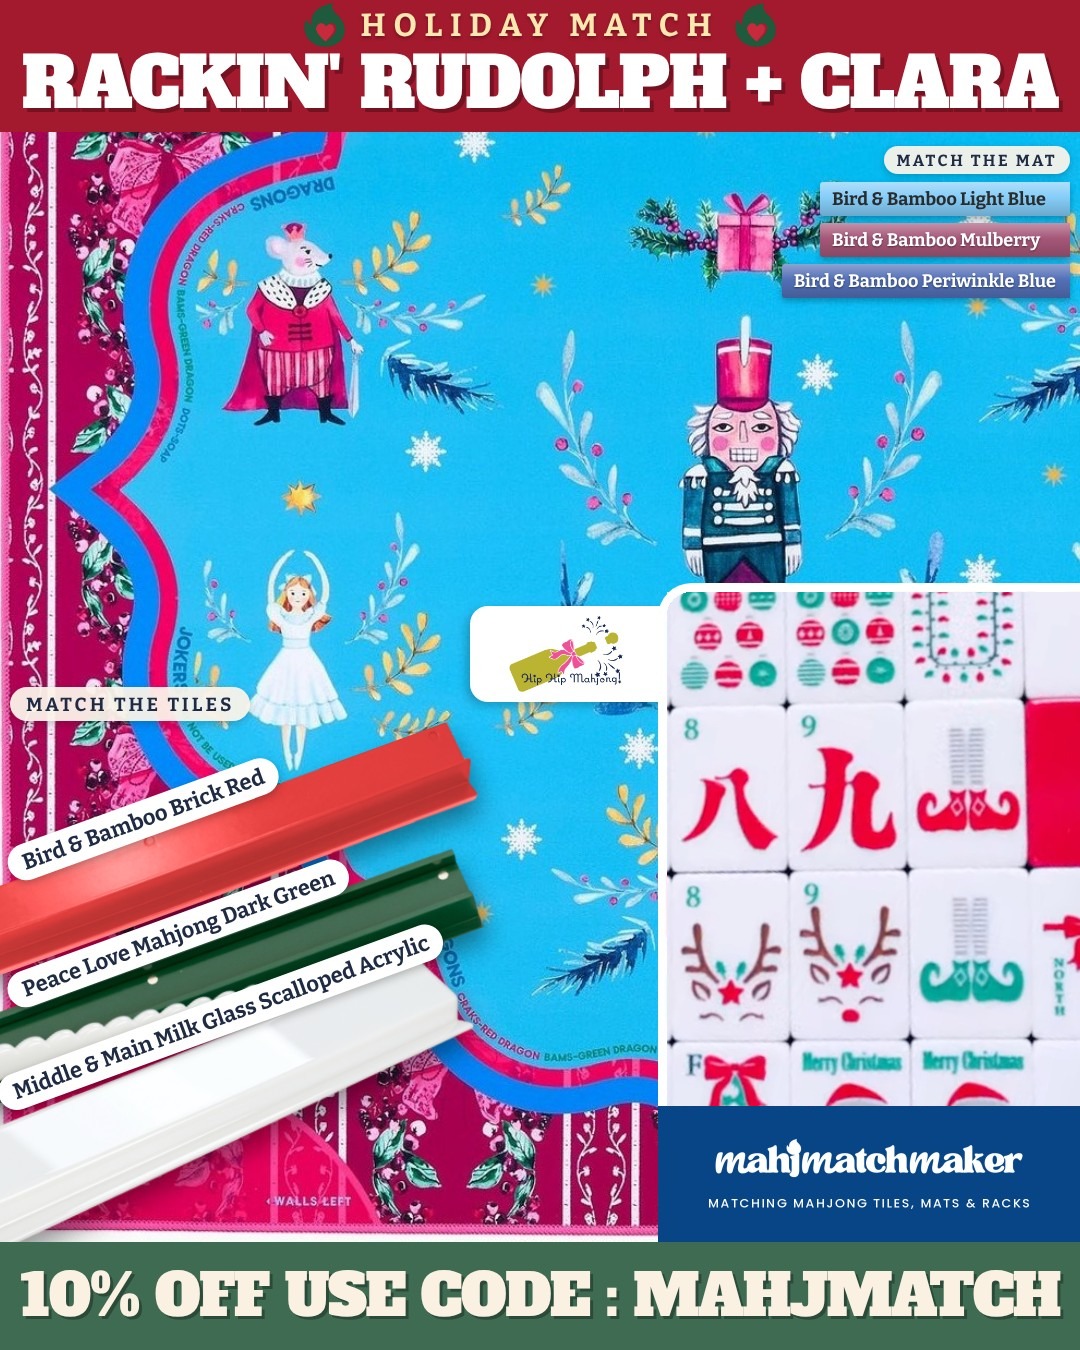 HOLIDAY MATCH
RACKIN' RUDOLPH + CLARA
MATCH THE MAT
Bird & Bamboo Light Blue
Bird & Bamboo Mulberry
Bird & Bamboo Periwinkle Blue
DRAGONS
CRAKS-RED DRAGON BAMS-GREEN DRAGON DOTS-SOAP
JOKERS
NOT BE USED
Hip Hip Mahjong!
MATCH THE TILES
Bird & Bamboo Brick Red
Peace Love Mahjong Dark Green
Middle & Main Milk Glass Scalloped Acrylic
8 9
八 九
8 9
NORTH
F Merry Christmas Merry Christmas
GONS
CRAKS-RED DRAGON BAMS-GREEN DRAGON
WALLS LEFT
mahjmatchmaker
MATCHING MAHJONG TILES, MATS & RACKS
10% OFF USE CODE : MAHJMATCH